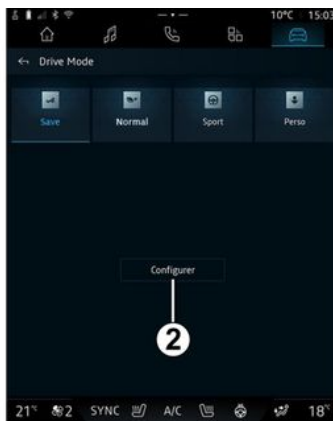 10°C 15:03
Drive Mode
Save Normal Sport Perso
Configurer
2
21° 2 SYNC A/C 18°